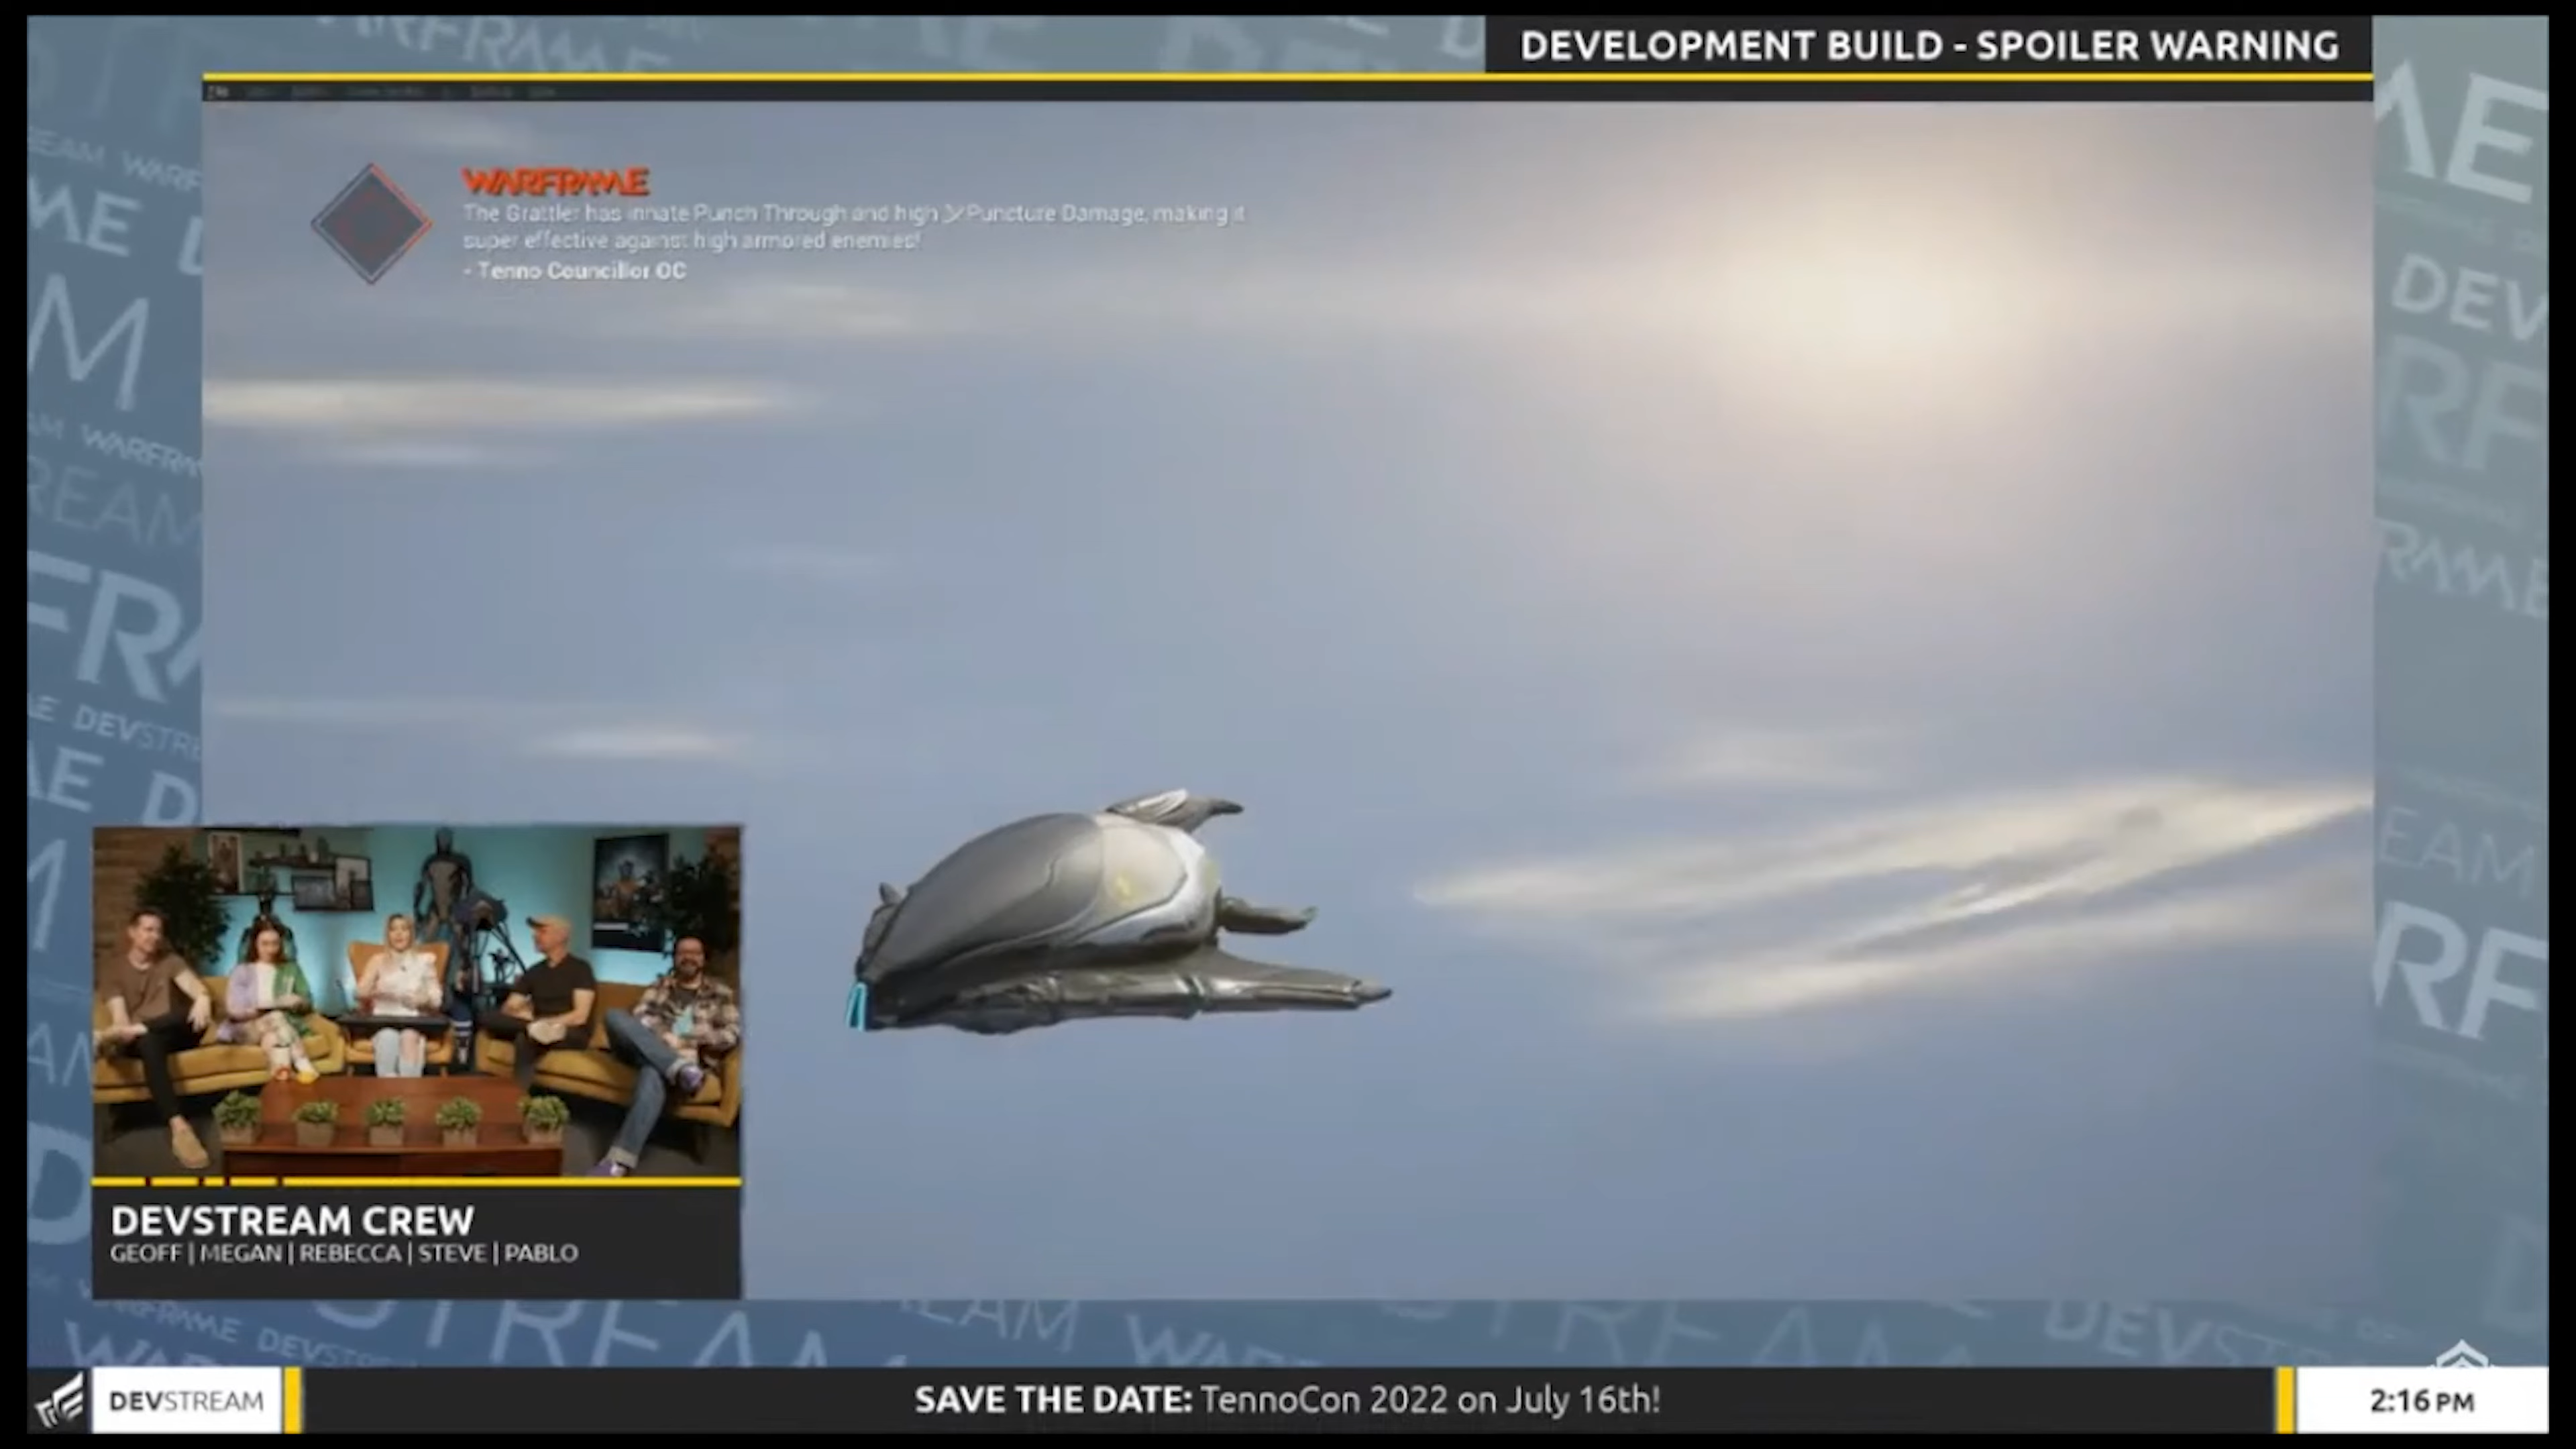 DEVELOPMENT BUILD - SPOILER WARNING
WARFRAME
The Grattler has innate Punch Through and high Puncture Damage, making it
super effective against high armored enemies!
- Tenno Councillor OC
DEVSTREAM CREW
GEOFF | MEGAN | REBECCA | STEVE | PABLO
DEVSTREAM
SAVE THE DATE: TennoCon 2022 on July 16th!
2:16 PM